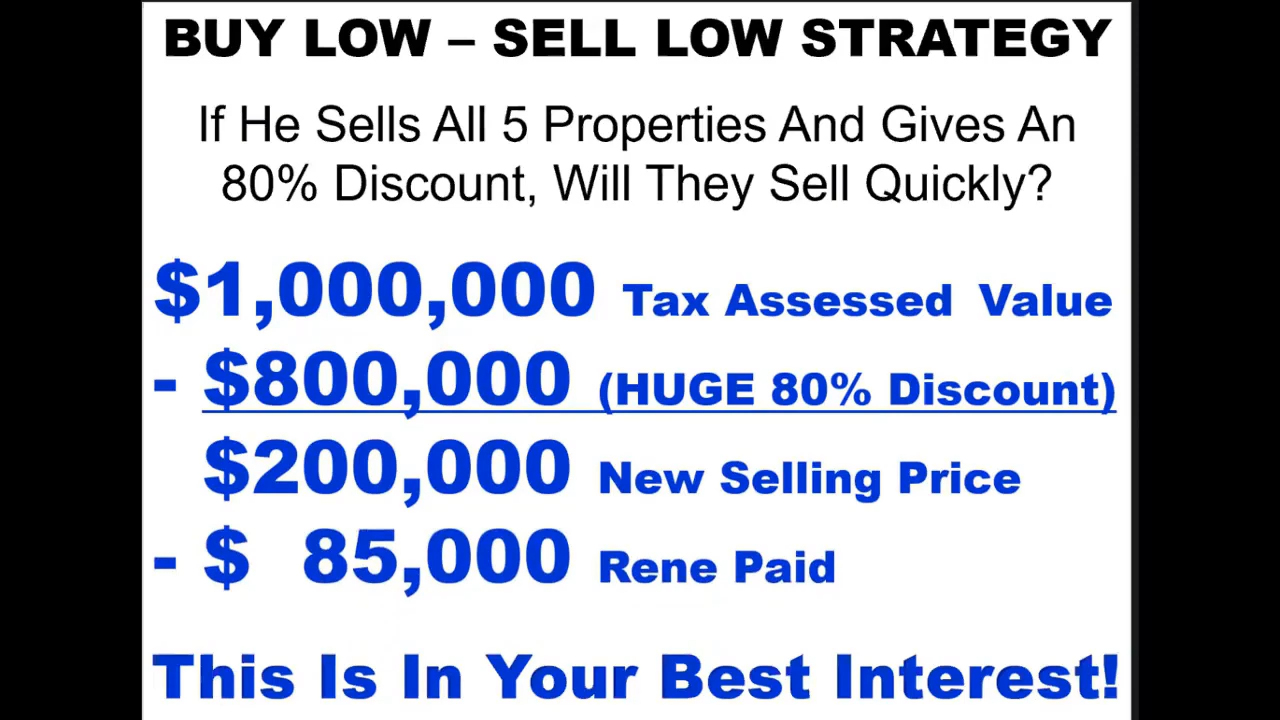 BUY LOW – SELL LOW STRATEGY
If He Sells All 5 Properties And Gives An
80% Discount, Will They Sell Quickly?
$1,000,000 Tax Assessed Value
- $800,000 (HUGE 80% Discount)
$200,000 New Selling Price
- $ 85,000 Rene Paid
This Is In Your Best Interest!